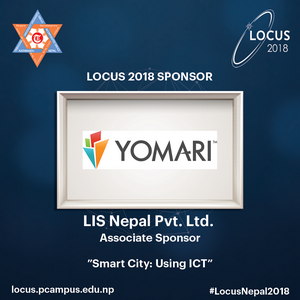 LOCUS
2018
LOCUS 2018 SPONSOR
YOMARI™
LIS Nepal Pvt. Ltd.
Associate Sponsor
"Smart City: Using ICT"
locus.pcampus.edu.np
#LocusNepal2018